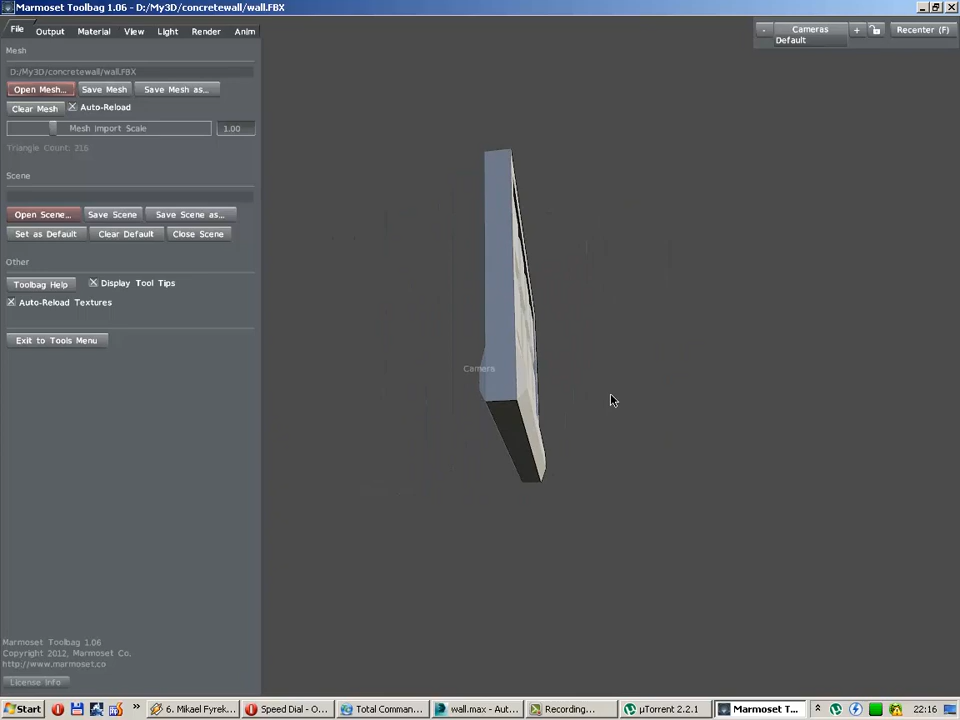 Marmoset Toolbag 1.06 - D:/My3D/concretewall/wall.FBX
File Output Material View Light Render Anim
- Cameras + Recenter (F)
Default
Mesh
D:/My3D/concretewall/wall.FBX
Open Mesh... Save Mesh Save Mesh as...
Clear Mesh Auto-Reload
Mesh Import Scale 1.00
Triangle Count: 215
Scene
Open Scene... Save Scene Save Scene as...
Set as Default Clear Default Close Scene
Other
Toolbag Help Display Tool Tips
Auto-Reload Textures
Exit to Tools Menu
Camera
Marmoset Toolbag 1.06
Copyright 2012, Marmoset Co.
http://www.marmoset.co
License Info
Start 6. Mikael Fyrek... Speed Dial - O... Total Comman... wall.max - Aut... Recording... µTorrent 2.2.1 Marmoset T... 22:16